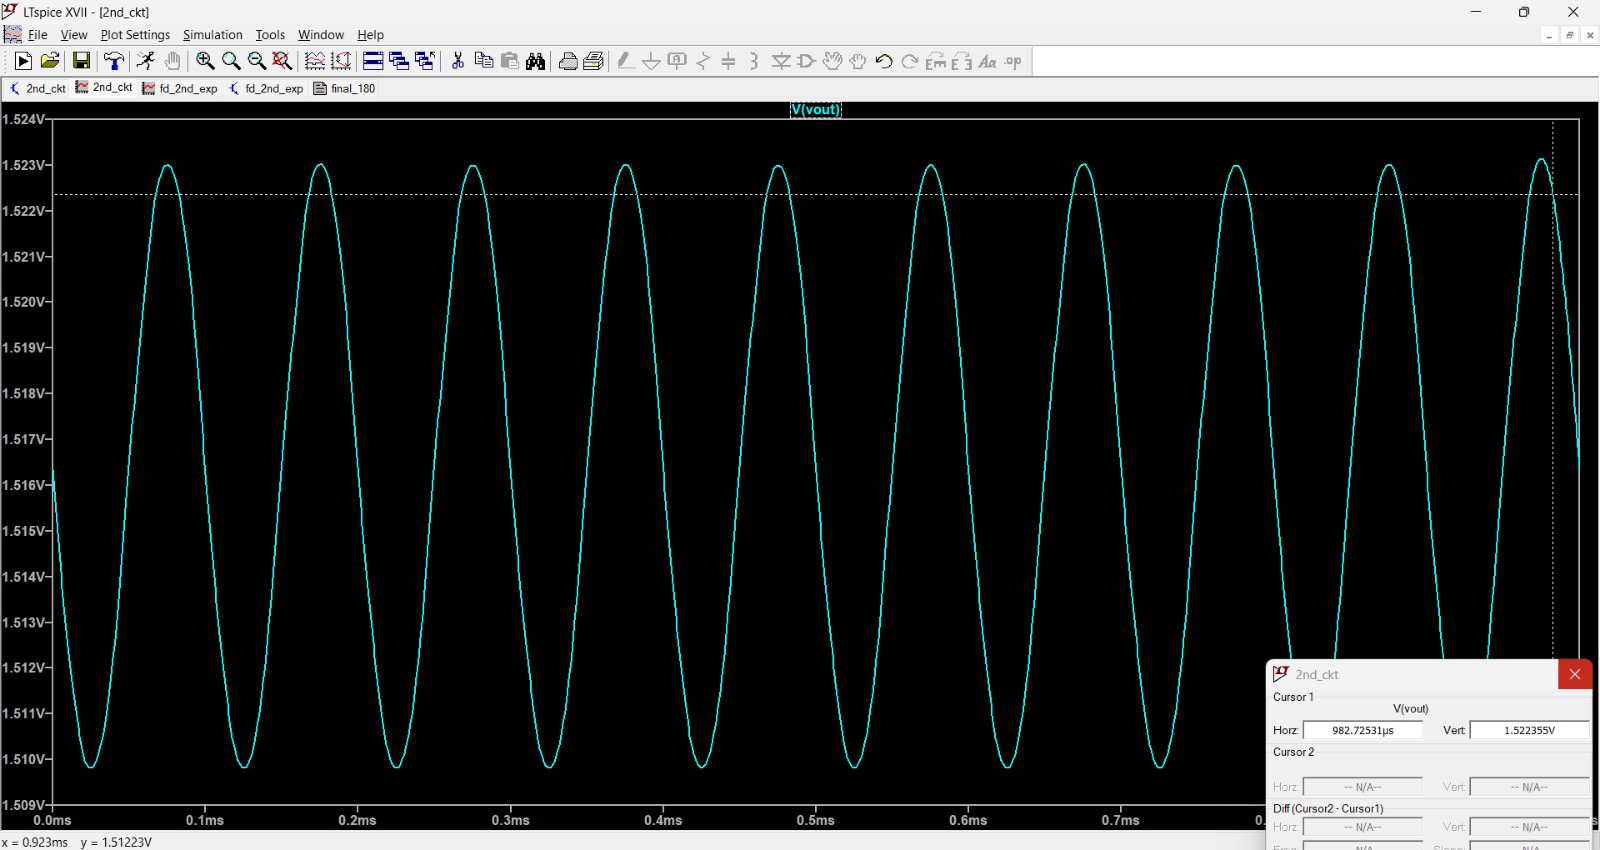 LTspice XVII - [2nd_ckt]
File View Plot Settings Simulation Tools Window Help
2nd_ckt 2nd_ckt fd_2nd_exp fd_2nd_exp final_180
V(vout)
1.524V
1.523V
1.522V
1.521V
1.520V
1.519V
1.518V
1.517V
1.516V
1.515V
1.514V
1.513V
1.512V
1.511V
1.510V
1.509V
0.0ms 0.1ms 0.2ms 0.3ms 0.4ms 0.5ms 0.6ms 0.7ms
2nd_ckt
Cursor 1
V(vout)
Horz: 982.72531µs Vert: 1.522355V
Cursor 2
Horz: -- N/A-- Vert: -- N/A--
Diff (Cursor2 - Cursor1)
Horz: -- N/A-- Vert: -- N/A--
x = 0.923ms y = 1.51223V